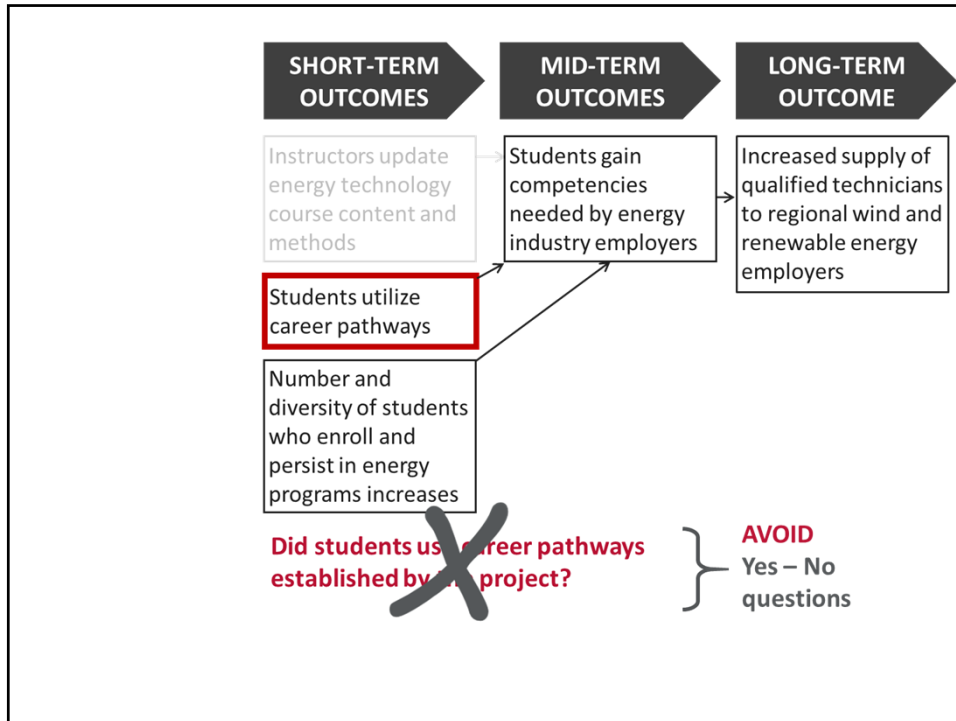 SHORT-TERM
OUTCOMES
MID-TERM
OUTCOMES
LONG-TERM
OUTCOME
Instructors update
energy technology
course content and
methods
Students gain
competencies
needed by energy
industry employers
Increased supply of
qualified technicians
to regional wind and
renewable energy
employers
Students utilize
career pathways
Number and
diversity of students
who enroll and
persist in energy
programs increases
Did students use career pathways
established by the project?
AVOID
Yes – No
questions